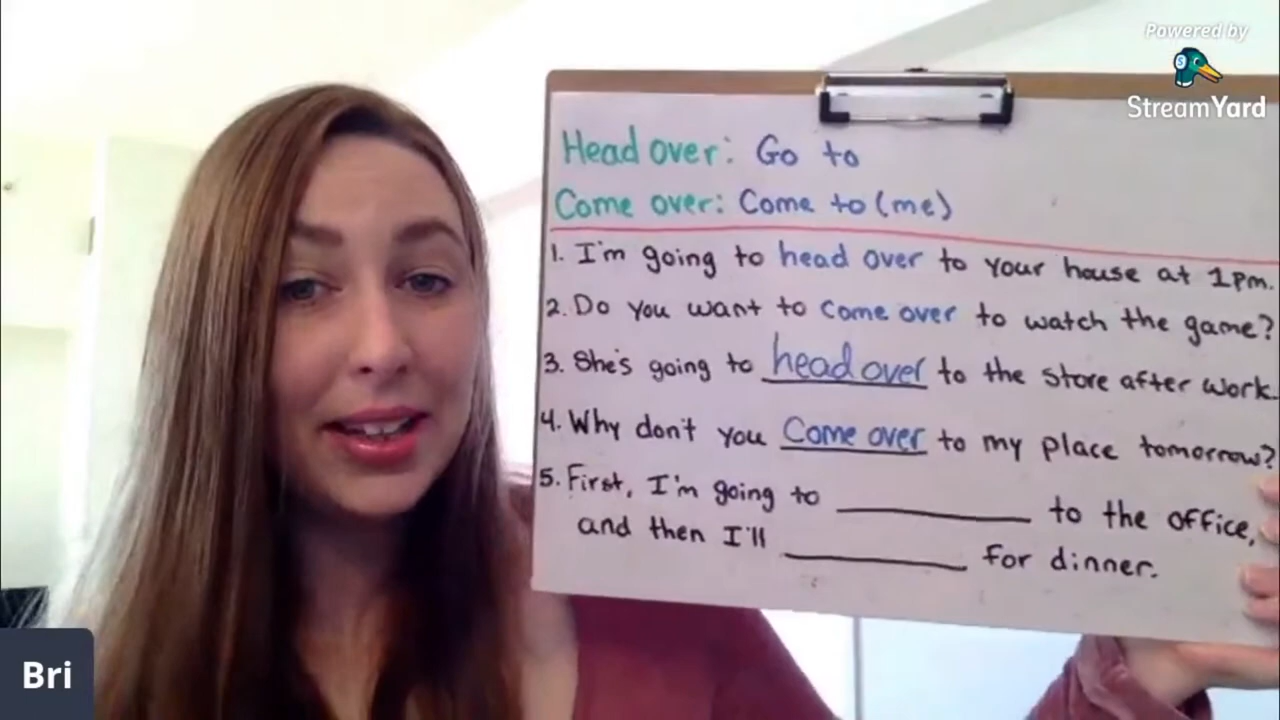 Powered by
StreamYard
Head over: Go to
Come over: Come to (me)
1. I'm going to head over to your house at 1pm.
2. Do you want to come over to watch the game?
3. She's going to head over to the store after work.
4. Why don't you Come over to my place tomorrow?
5. First, I'm going to __________ to the office,
and then I'll __________ for dinner.
Bri